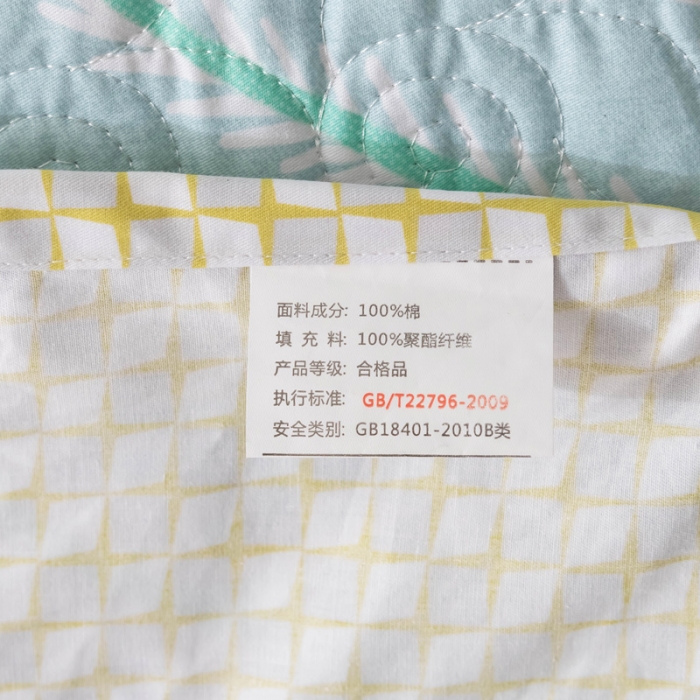 面料成分: 100%棉
填 充 料: 100%聚酯纤维
产品等级: 合格品
执行标准: GB/T22796-2009
安全类别: GB18401-2010B类